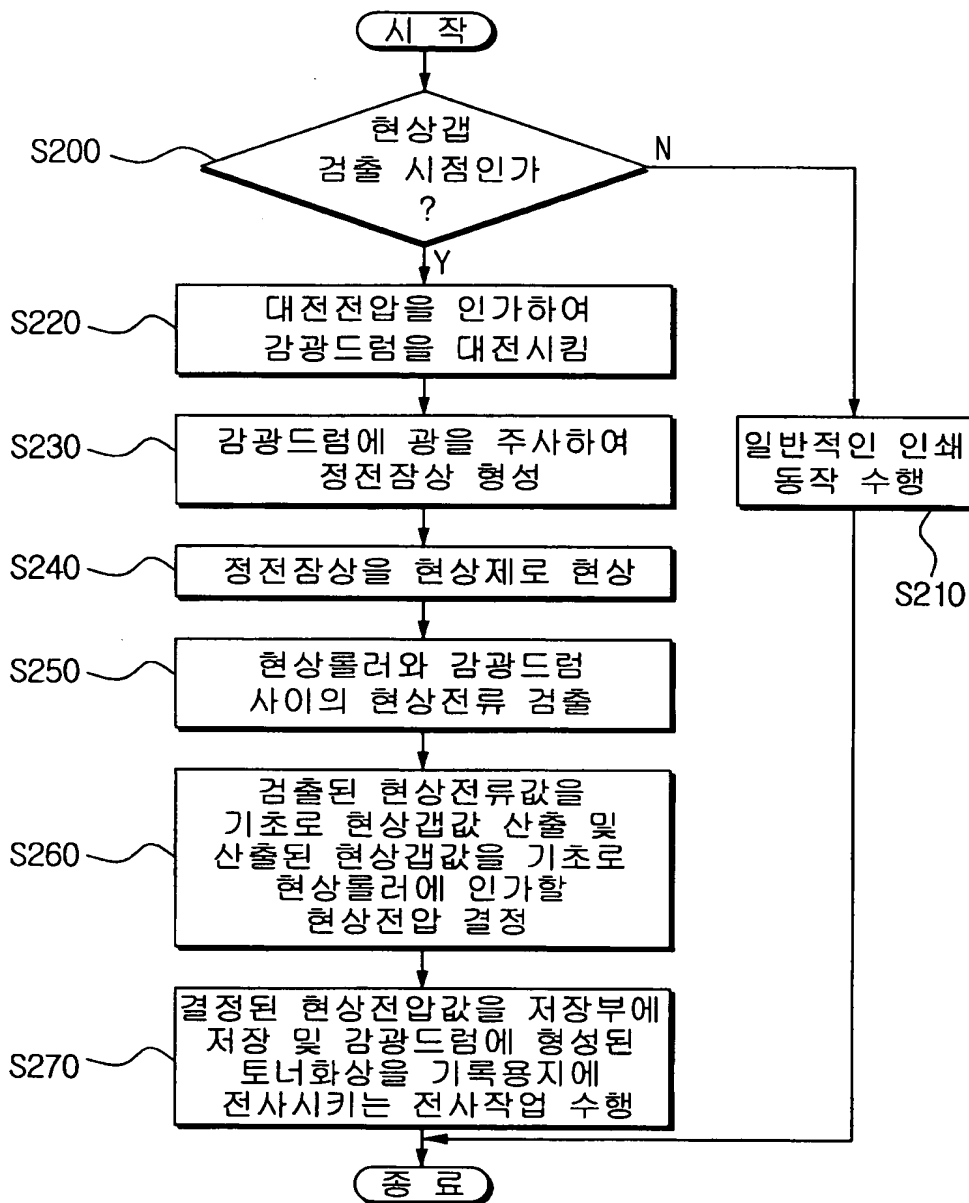 시 작
현상갭
검출 시점인가
?
S200
N
Y
대전전압을 인가하여
감광드럼을 대전시킴
S220
감광드럼에 광을 주사하여
정전잠상 형성
S230
일반적인 인쇄
동작 수행
S210
정전잠상을 현상제로 현상
S240
현상롤러와 감광드럼
사이의 현상전류 검출
S250
검출된 현상전류값을
기초로 현상갭값 산출 및
산출된 현상갭값을 기초로
현상롤러에 인가할
현상전압 결정
S260
결정된 현상전압값을 저장부에
저장 및 감광드럼에 형성된
토너화상을 기록용지에
전사시키는 전사작업 수행
S270
종 료